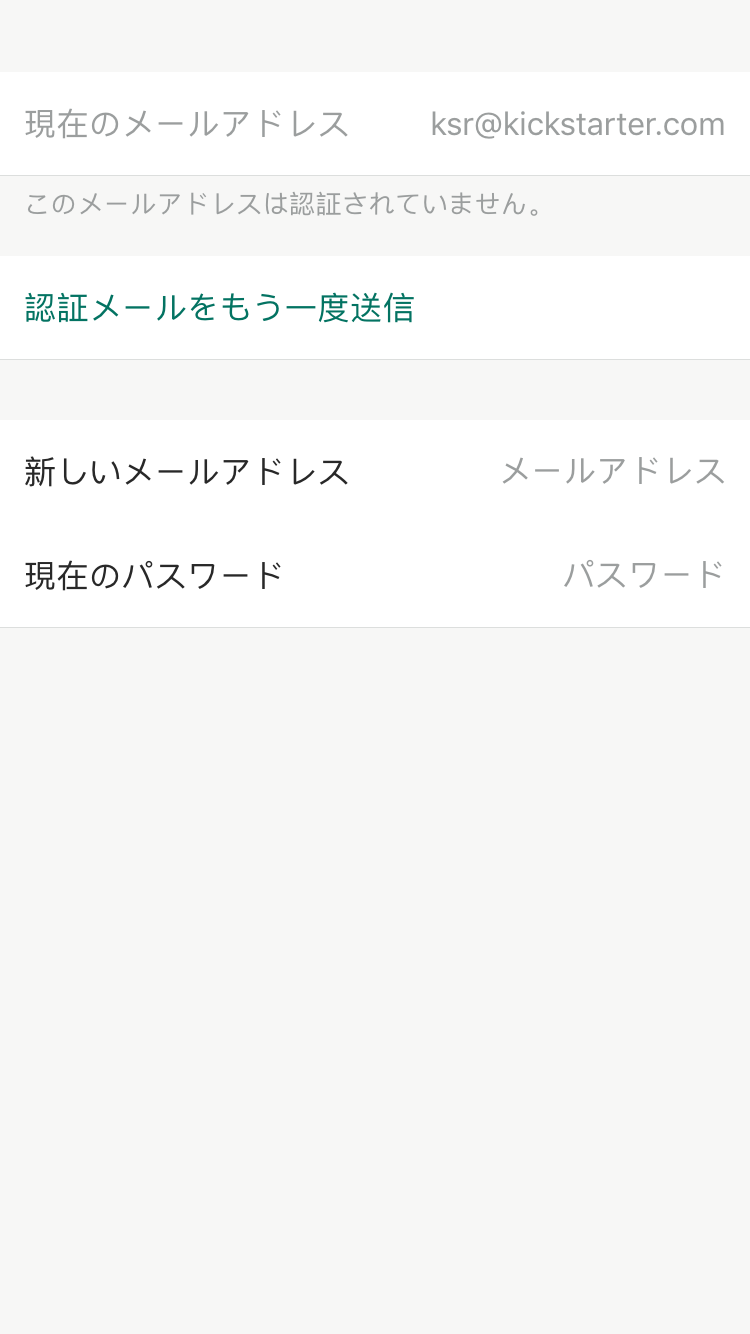 現在のメールアドレス ksr@kickstarter.com
このメールアドレスは認証されていません。
認証メールをもう一度送信
新しいメールアドレス メールアドレス
現在のパスワード パスワード